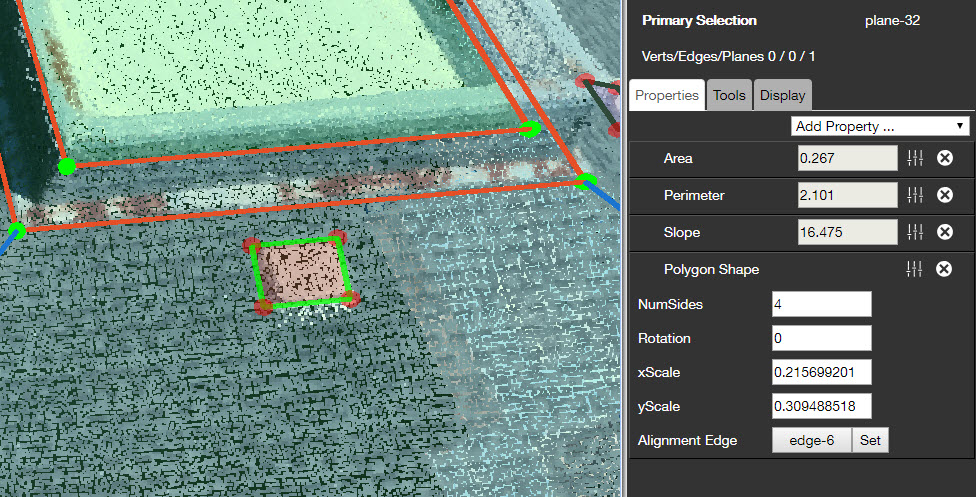 Primary Selection plane-32
Verts/Edges/Planes 0 / 0 / 1
Properties Tools Display
Add Property ...
Area 0.267
Perimeter 2.101
Slope 16.475
Polygon Shape
NumSides 4
Rotation 0
xScale 0.215699201
yScale 0.309488518
Alignment Edge edge-6 Set